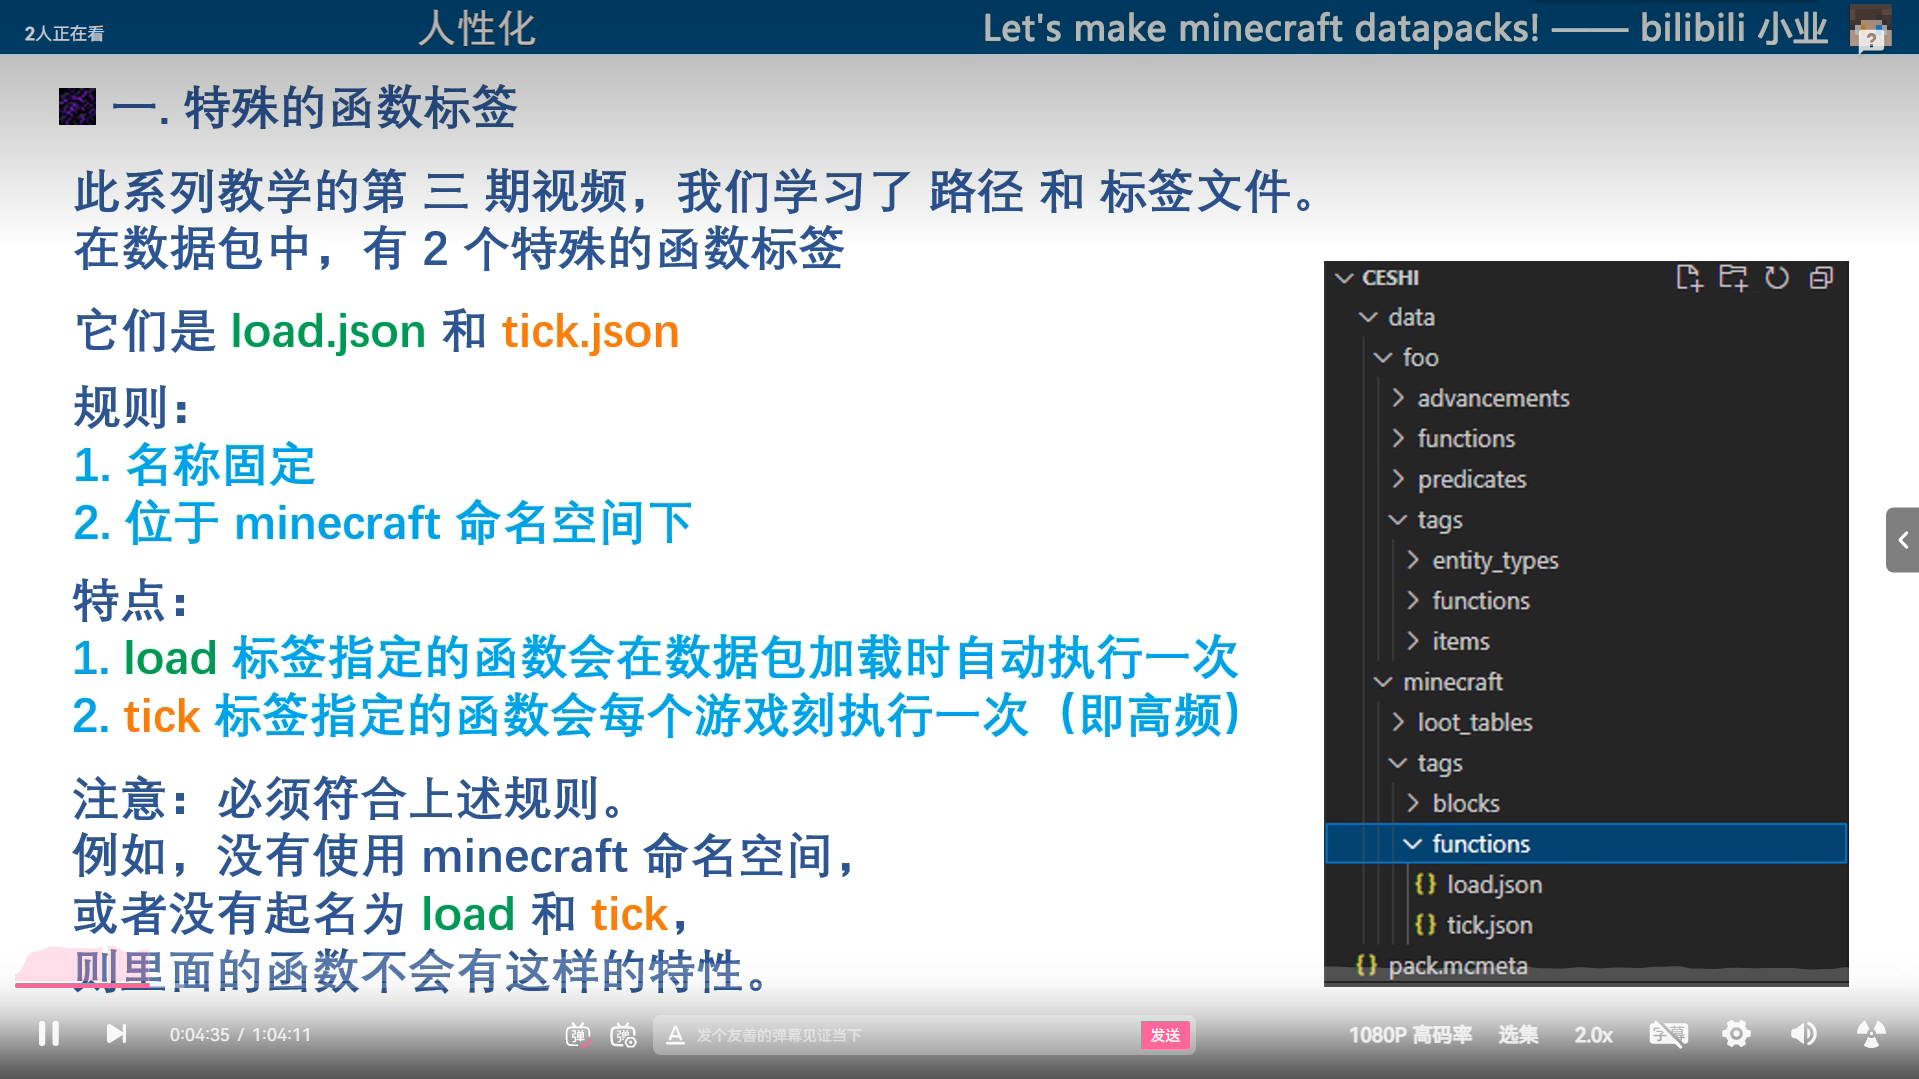 2人正在看
人性化
Let's make minecraft datapacks! —— bilibili 小业
一. 特殊的函数标签
此系列教学的第 三 期视频，我们学习了 路径 和 标签文件。
在数据包中，有 2 个特殊的函数标签
它们是 load.json 和 tick.json
规则：
1. 名称固定
2. 位于 minecraft 命名空间下
特点：
1. load 标签指定的函数会在数据包加载时自动执行一次
2. tick 标签指定的函数会每个游戏刻执行一次（即高频）
注意：必须符合上述规则。
例如，没有使用 minecraft 命名空间，
或者没有起名为 load 和 tick，
则里面的函数不会有这样的特性。
CESHI
data
foo
advancements
functions
predicates
tags
entity_types
functions
items
minecraft
loot_tables
tags
blocks
functions
{} load.json
{} tick.json
{} pack.mcmeta
0:04:35 / 1:04:11
弹
弹
A 发个友善的弹幕见证当下
发送
1080P 高码率
选集
2.0x
字幕